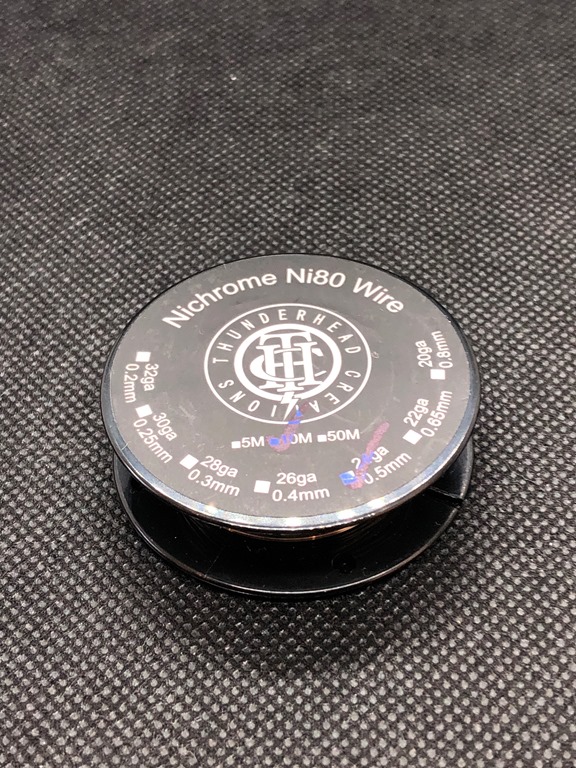 Nichrome Ni80 Wire
THUNDERHEAD CREATIONS
THC
5M 10M 50M
32ga
0.2mm
30ga
0.25mm
28ga
0.3mm
26ga
0.4mm
0.5mm
22ga
0.65mm
20ga
0.8mm